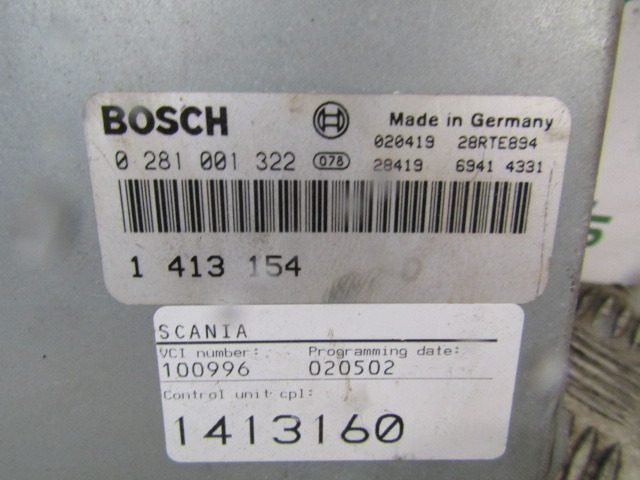 BOSCH Made in Germany
020419 28RTE894
0 281 001 322 078 28419 6941 4331
1 413 154 D
SCANIA
VCI number: Programming date:
100996 020502
Control unit cpl:
1413160